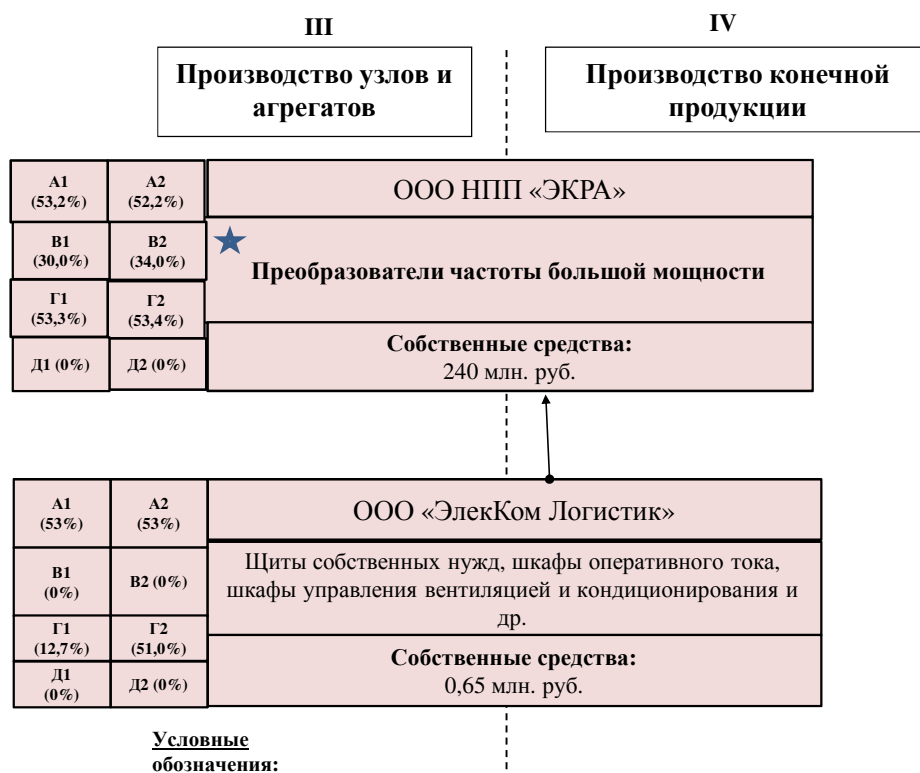 III
IV
Производство узлов и
агрегатов
Производство конечной
продукции
А1
(53,2%)
А2
(52,2%)
ООО НПП «ЭКРА»
В1
(30,0%)
В2
(34,0%)
Преобразователи частоты большой мощности
Г1
(53,3%)
Г2
(53,4%)
Д1 (0%)
Д2 (0%)
Собственные средства:
240 млн. руб.
А1
(53%)
А2
(53%)
ООО «ЭлекКом Логистик»
В1
(0%)
В2 (0%)
Щиты собственных нужд, шкафы оперативного тока,
шкафы управления вентиляцией и кондиционирования и
др.
Г1
(12,7%)
Г2
(51,0%)
Д1
(0%)
Д2 (0%)
Собственные средства:
0,65 млн. руб.
Условные
обозначения: